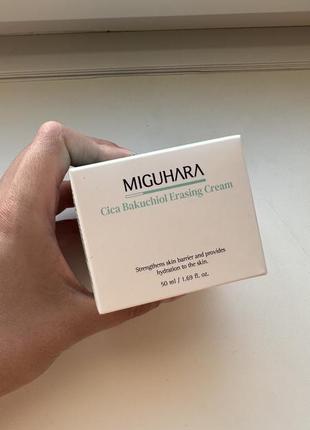 MIGUHARA
Cica Bakuchiol Erasing Cream
Strengthens skin barrier and provides
hydration to the skin.
50 ml / 1.69 fl. oz.